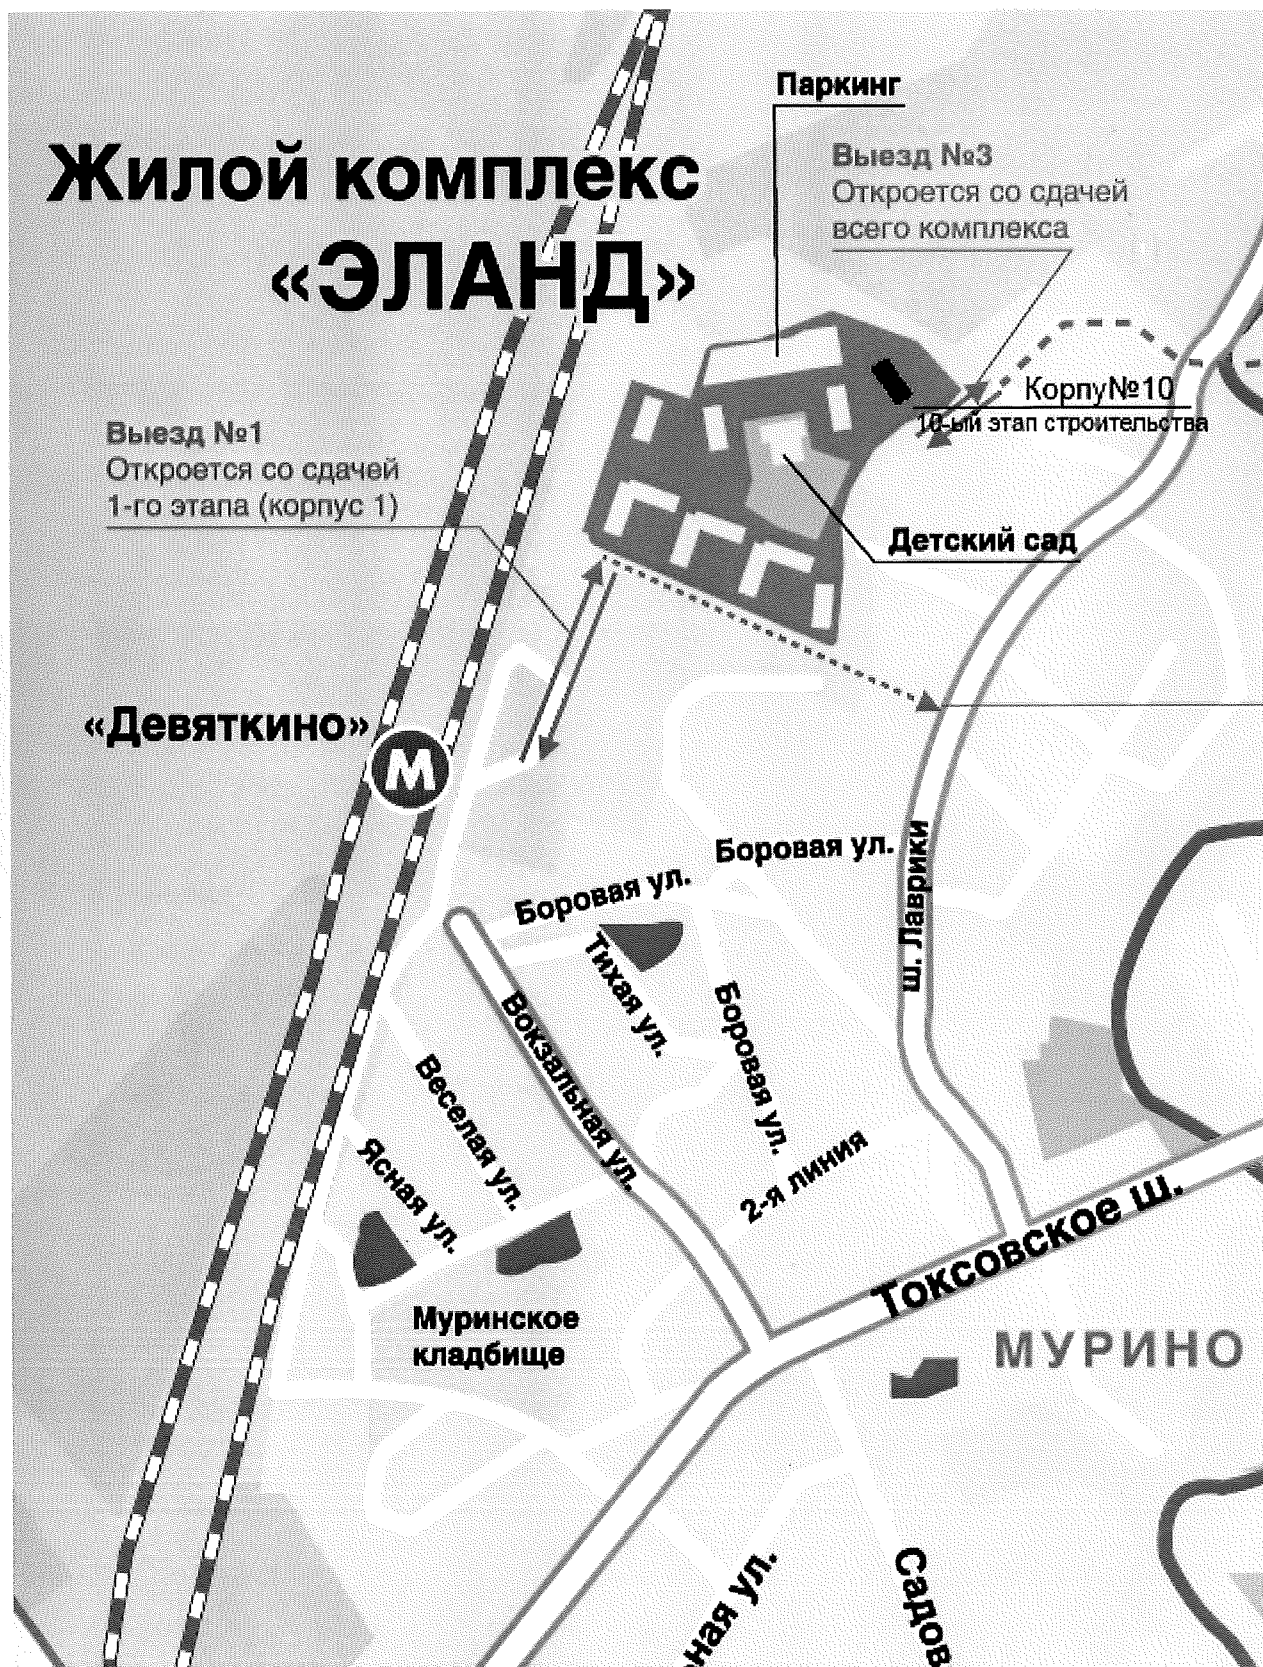 Паркинг
Жилой комплекс
«ЭЛАНД»
Выезд №3
Откроется со сдачей
всего комплекса
Корпу№10
10-ый этап строительства
Выезд №1
Откроется со сдачей
1-го этапа (корпус 1)
Детский сад
«Девяткино»
М
Боровая ул.
Боровая ул.
ш. Лаврики
Тихая ул.
Боровая ул.
Вокзальная ул.
Веселая ул.
Ясная ул.
2-я линия
Токсовское ш.
Муринское
кладбище
МУРИНО
ная ул.
Садов